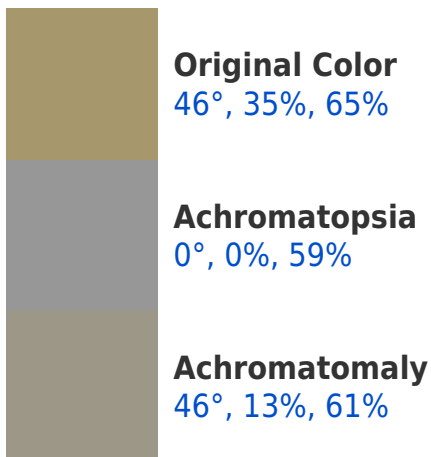 Original Color
46°, 35%, 65%
Achromatopsia
0°, 0%, 59%
Achromatomaly
46°, 13%, 61%